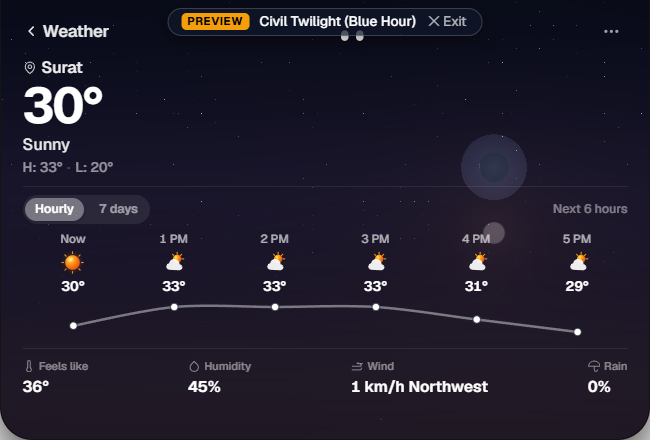 PREVIEW Civil Twilight (Blue Hour) Exit
Weather
Surat
30°
Sunny
H: 33° · L: 20°
Hourly 7 days Next 6 hours
Now 1 PM 2 PM 3 PM 4 PM 5 PM
30° 33° 33° 33° 31° 29°
Feels like Humidity Wind Rain
36° 45% 1 km/h Northwest 0%